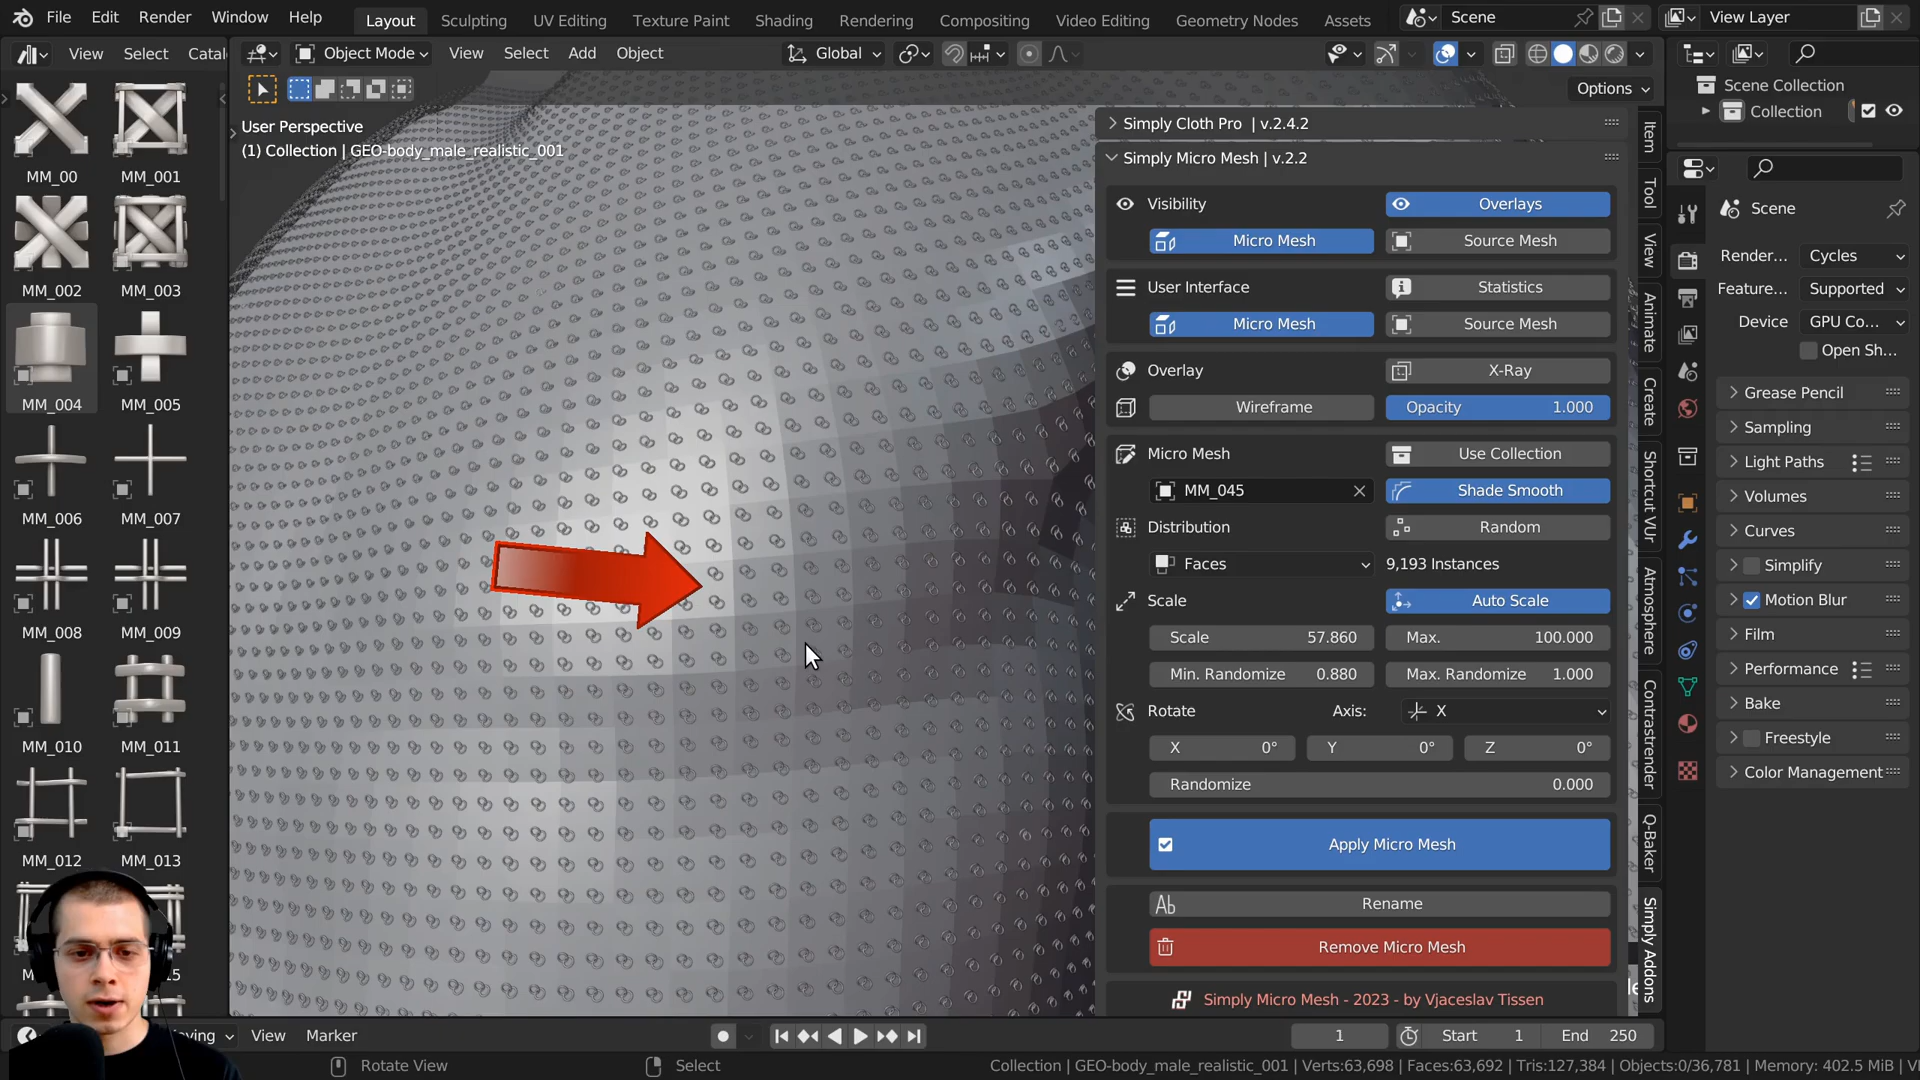 File Edit Render Window Help Layout Sculpting UV Editing Texture Paint Shading Rendering Compositing Video Editing Geometry Nodes Assets Scene View Layer
View Select Catal Object Mode View Select Add Object Global
Options
User Perspective
(1) Collection | GEO-body_male_realistic_001
MM_00 MM_001
MM_002 MM_003
MM_004 MM_005
MM_006 MM_007
MM_008 MM_009
MM_010 MM_011
MM_012 MM_013
Simply Cloth Pro | v.2.4.2
Simply Micro Mesh | v.2.2
Visibility Overlays
Micro Mesh Source Mesh
User Interface Statistics
Micro Mesh Source Mesh
Overlay X-Ray
Wireframe Opacity 1.000
Micro Mesh Use Collection
MM_045 Shade Smooth
Distribution Random
Faces 9,193 Instances
Scale Auto Scale
Scale 57.860 Max. 100.000
Min. Randomize 0.880 Max. Randomize 1.000
Rotate Axis: X
X 0° Y 0° Z 0°
Randomize 0.000
Apply Micro Mesh
Rename
Remove Micro Mesh
Simply Micro Mesh - 2023 - by Vjaceslav Tissen
Item
Tool
View
Animate
Create
Shortcut VUr
Atmosphere
Contrastrender
Q-Baker
Simply Addons
Scene Collection
Collection
Scene
Render... Cycles
Feature... Supported
Device GPU Co...
Open Sh...
Grease Pencil
Sampling
Light Paths
Volumes
Curves
Simplify
Motion Blur
Film
Performance
Bake
Freestyle
Color Management
View Marker 1 Start 1 End 250
Rotate View Select Collection | GEO-body_male_realistic_001 | Verts:63,698 | Faces:63,692 | Tris:127,384 | Objects:0/36,781 | Memory: 402.5 MiB | V